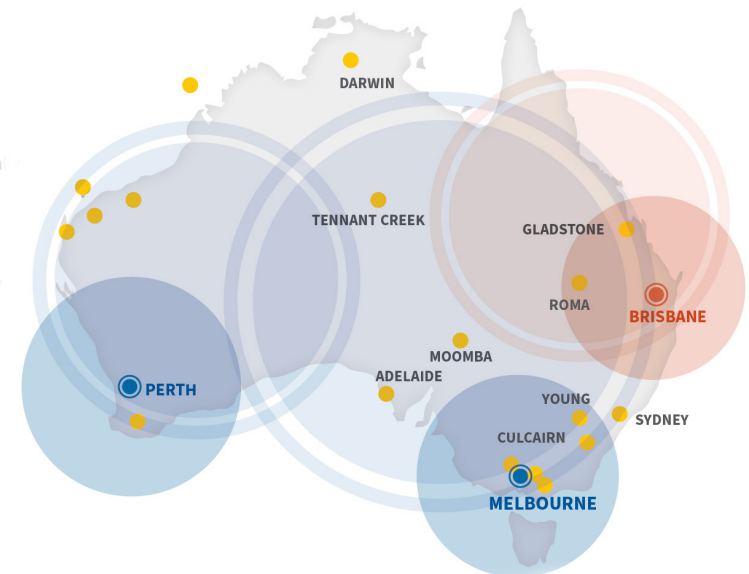 DARWIN
TENNANT CREEK
GLADSTONE
ROMA
BRISBANE
MOOMBA
ADELAIDE
PERTH
YOUNG
SYDNEY
CULCAIRN
MELBOURNE